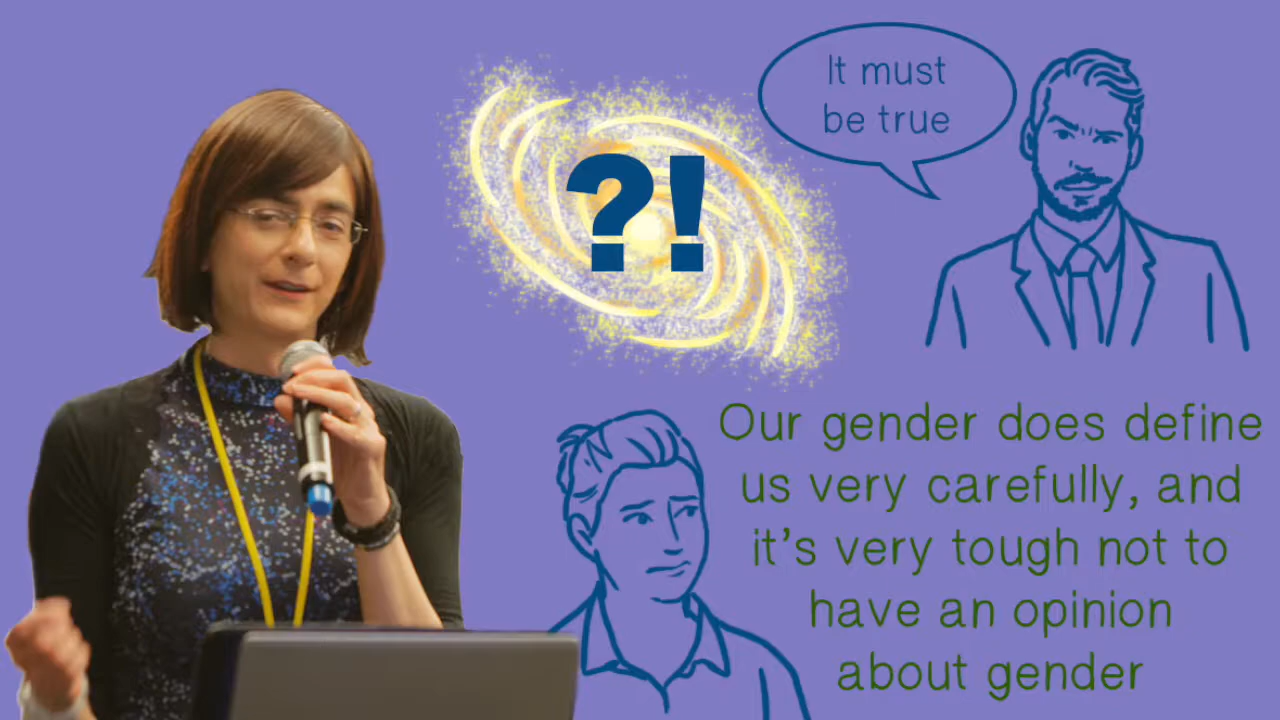 ?!
It must
be true
Our gender does define
us very carefully, and
it's very tough not to
have an opinion
about gender